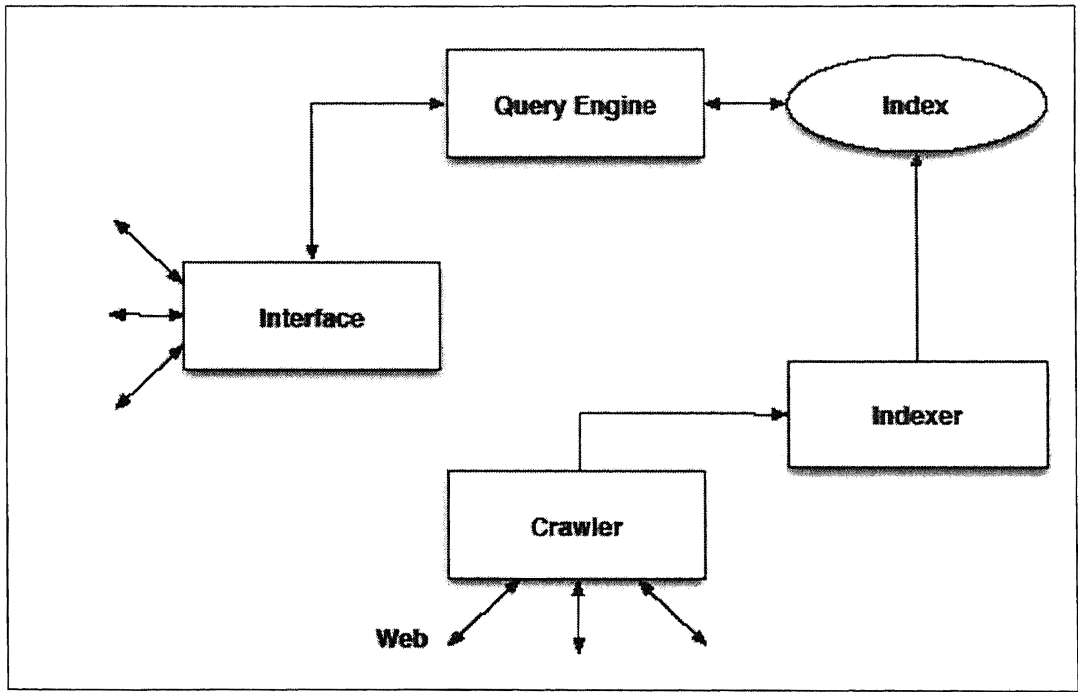 Query Engine
Index
Interface
Indexer
Crawler
Web